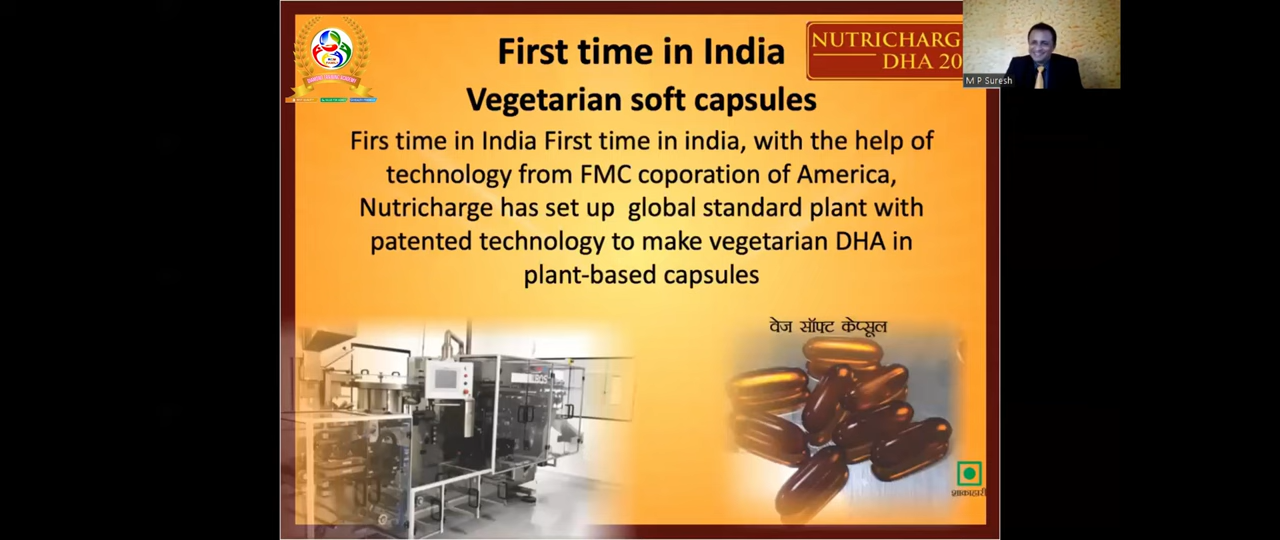 First time in India
NUTRICHARG
DHA 20
M P Suresh
Vegetarian soft capsules
Firs time in India First time in india, with the help of
technology from FMC coporation of America,
Nutricharge has set up global standard plant with
patented technology to make vegetarian DHA in
plant-based capsules
वेज सॉफ्ट केप्सूल
शाकाहारी